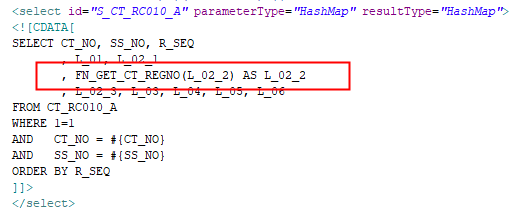 <select id="S_CT_RC010_A" parameterType="HashMap" resultType="HashMap">
<![CDATA[
SELECT CT_NO, SS_NO, R_SEQ
, L_01, L_02_1
, FN_GET_CT_REGNO(L_02_2) AS L_02_2
, L_02_3, L_03, L_04, L_05, L_06
FROM CT_RC010_A
WHERE 1=1
AND CT_NO = #{CT_NO}
AND SS_NO = #{SS_NO}
ORDER BY R_SEQ
]]>
</select>